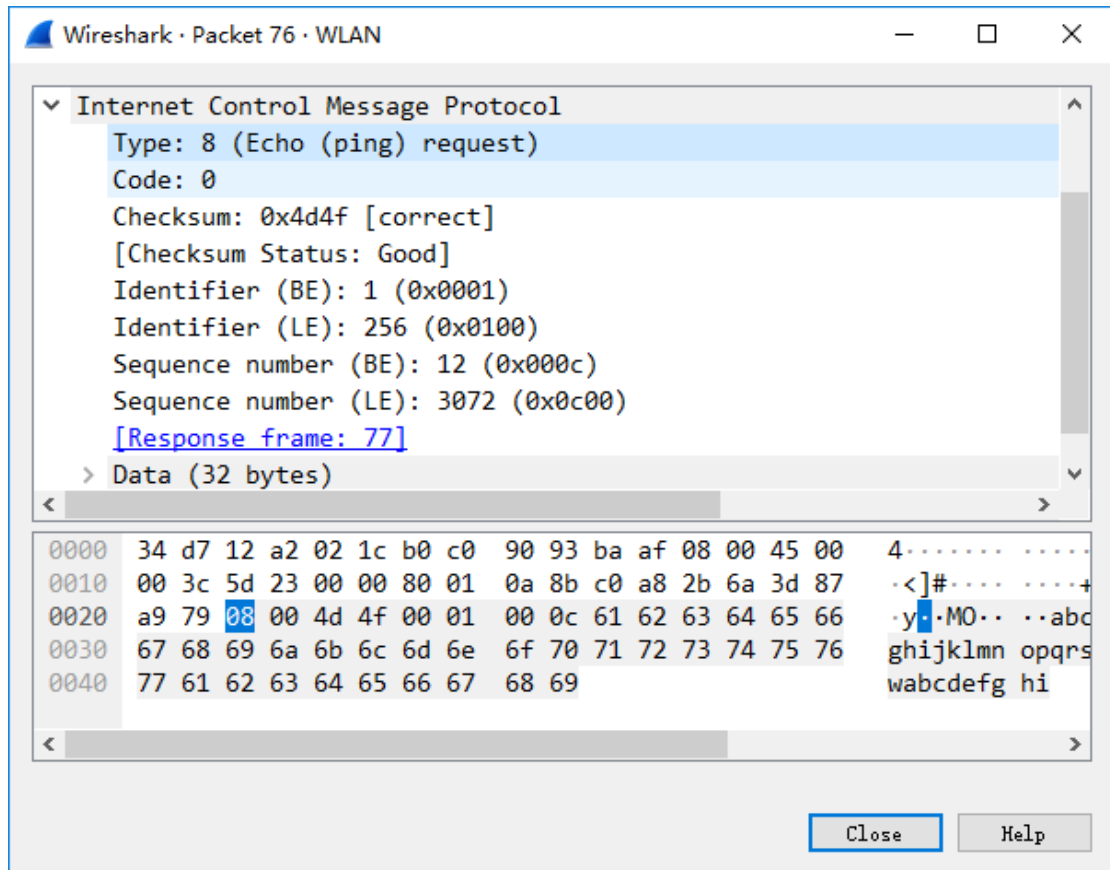 Wireshark · Packet 76 · WLAN
Internet Control Message Protocol
Type: 8 (Echo (ping) request)
Code: 0
Checksum: 0x4d4f [correct]
[Checksum Status: Good]
Identifier (BE): 1 (0x0001)
Identifier (LE): 256 (0x0100)
Sequence number (BE): 12 (0x000c)
Sequence number (LE): 3072 (0x0c00)
[Response frame: 77]
Data (32 bytes)
0000 34 d7 12 a2 02 1c b0 c0 90 93 ba af 08 00 45 00 4······· ·····
0010 00 3c 5d 23 00 00 80 01 0a 8b c0 a8 2b 6a 3d 87 ·<]#···· ····+
0020 a9 79 08 00 4d 4f 00 01 00 0c 61 62 63 64 65 66 ·y··MO·· ··abc
0030 67 68 69 6a 6b 6c 6d 6e 6f 70 71 72 73 74 75 76 ghijklmn opqrs
0040 77 61 62 63 64 65 66 67 68 69 wabcdefg hi
Close Help